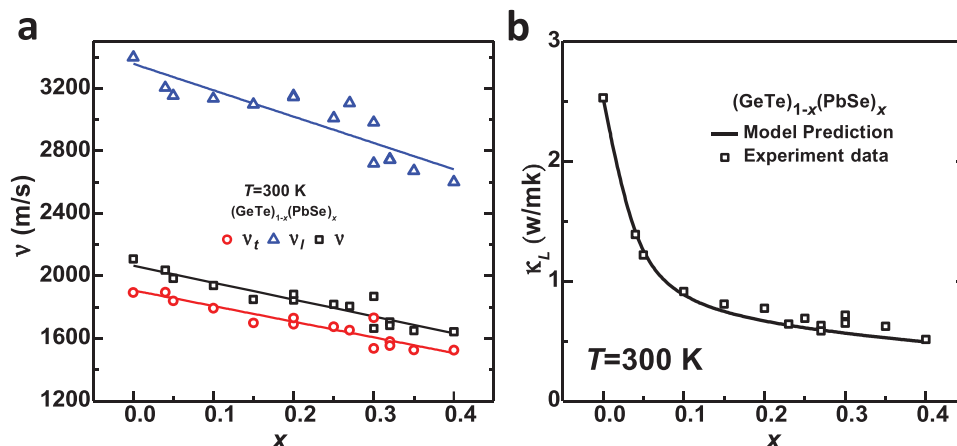 a
3200
2800
2400
2000
1600
1200
ν (m/s)
T=300 K
(GeTe)1-x(PbSe)x
νt νl ν
0.0 0.1 0.2 0.3 0.4
x
b
3
2
1
0
κL (w/mk)
(GeTe)1-x(PbSe)x
Model Prediction
Experiment data
T=300 K
0.0 0.1 0.2 0.3 0.4
x